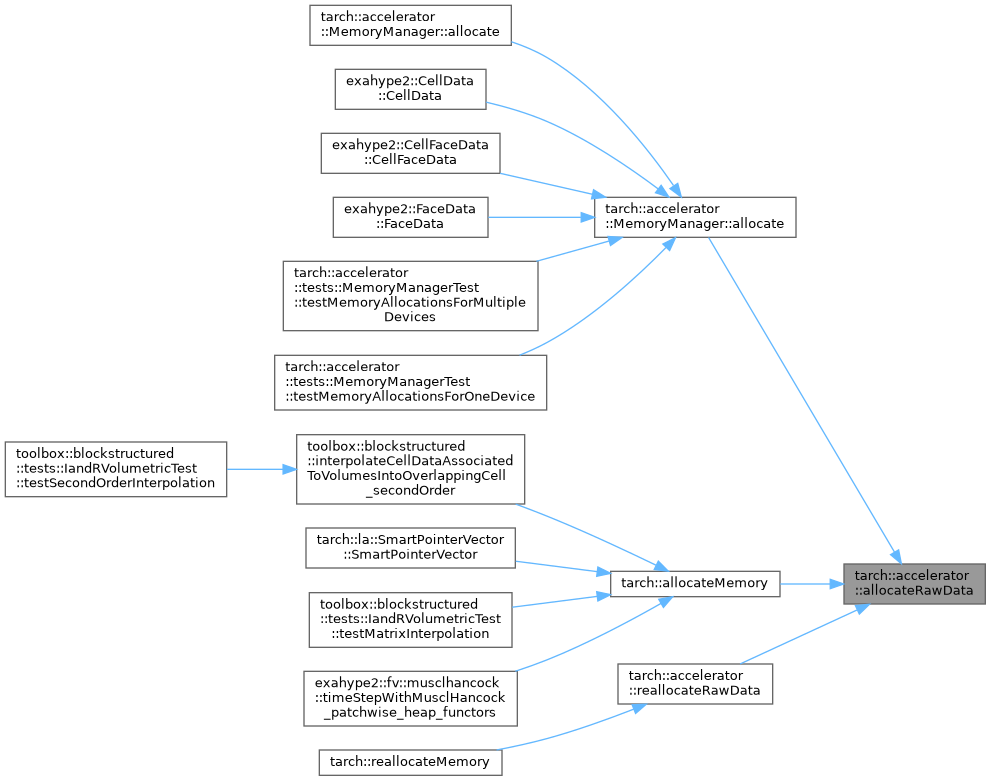 tarch::accelerator
::MemoryManager::allocate
exahype2::CellData
::CellData
exahype2::CellFaceData
::CellFaceData
exahype2::FaceData
::FaceData
tarch::accelerator
::MemoryManager::allocate
tarch::accelerator
::tests::MemoryManagerTest
::testMemoryAllocationsForMultiple
Devices
tarch::accelerator
::tests::MemoryManagerTest
::testMemoryAllocationsForOneDevice
toolbox::blockstructured
::tests::IandRVolumetricTest
::testSecondOrderInterpolation
toolbox::blockstructured
::interpolateCellDataAssociated
ToVolumesIntoOverlappingCell
_secondOrder
tarch::la::SmartPointerVector
::SmartPointerVector
tarch::allocateMemory
tarch::accelerator
::allocateRawData
toolbox::blockstructured
::tests::IandRVolumetricTest
::testMatrixInterpolation
exahype2::fv::musclhancock
::timeStepWithMusclHancock
_patchwise_heap_functors
tarch::accelerator
::reallocateRawData
tarch::reallocateMemory